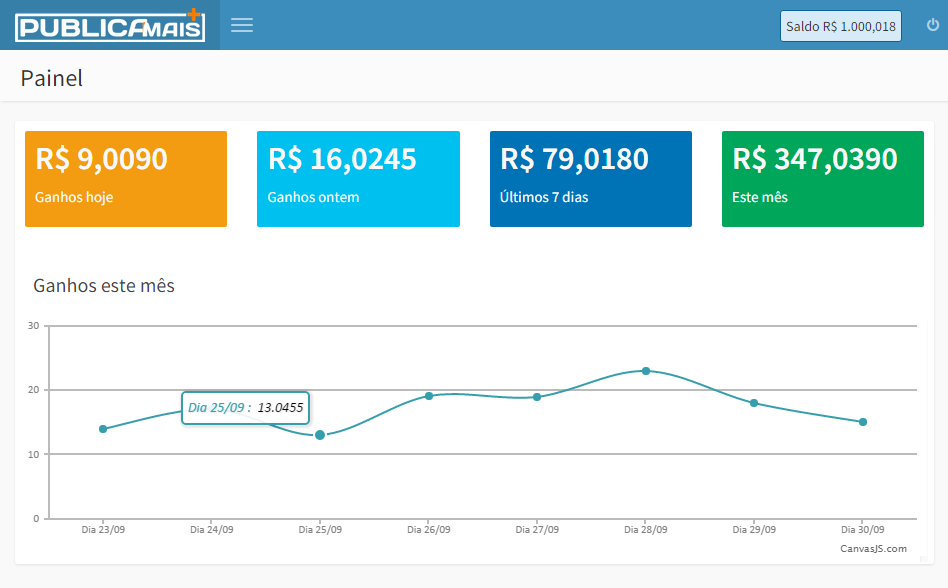 PUBLICAMAIS+
Saldo R$ 1.000,018
Painel
R$ 9,0090
Ganhos hoje
R$ 16,0245
Ganhos ontem
R$ 79,0180
Últimos 7 dias
R$ 347,0390
Este mês
Ganhos este mês
30
20
10
0
Dia 25/09 : 13.0455
Dia 23/09
Dia 24/09
Dia 25/09
Dia 26/09
Dia 27/09
Dia 28/09
Dia 29/09
Dia 30/09
CanvasJS.com